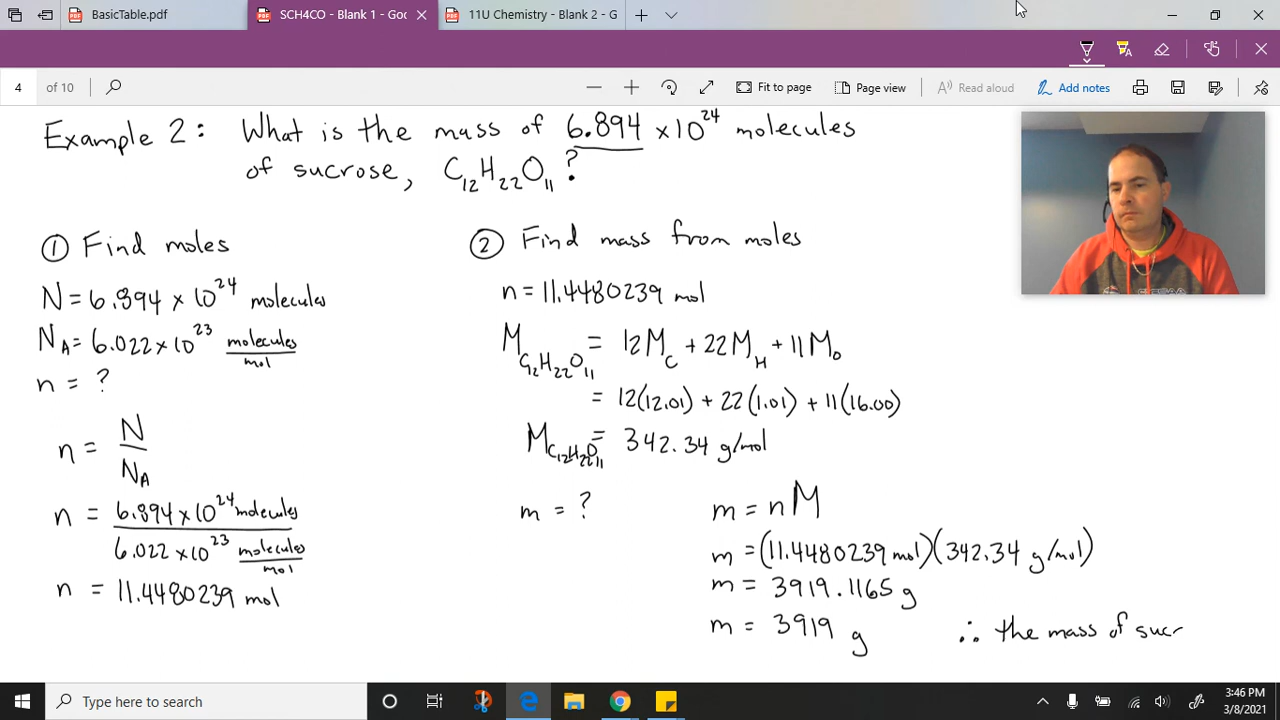 BasicTable.pdf
SCH4CO - Blank 1 - Goo
11U Chemistry - Blank 2 - G
4 of 10
Fit to page
Page view
Read aloud
Add notes
Example 2: What is the mass of 6.894 x10²⁴ molecules
of sucrose, C₁₂H₂₂O₁₁ ?
① Find moles
N = 6.894 x 10²⁴ molecules
N_A = 6.022 x 10²³ molecules/mol
n = ?
n = N/N_A
n = 6.894 x 10²⁴ molecules / 6.022 x 10²³ molecules/mol
n = 11.4480239 mol
② Find mass from moles
n = 11.4480239 mol
M C₁₂H₂₂O₁₁ = 12M_C + 22M_H + 11M_O
= 12(12.01) + 22(1.01) + 11(16.00)
M C₁₂H₂₂O₁₁ = 342.34 g/mol
m = ?
m = nM
m = (11.4480239 mol)(342.34 g/mol)
m = 3919.1165 g
m = 3919 g
∴ the mass of sucr
Type here to search
3:46 PM
3/8/2021